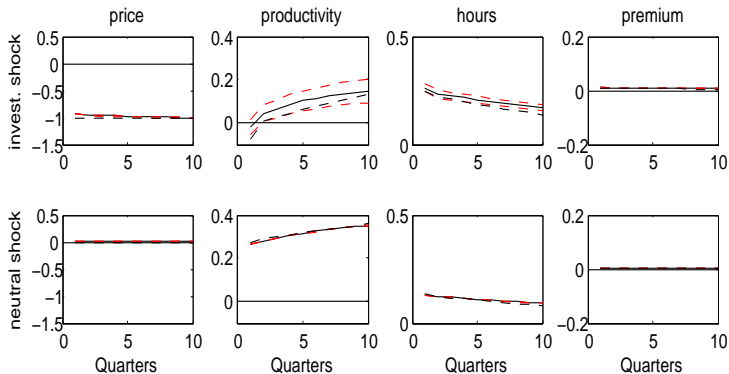 price productivity hours premium
invest. shock
0.5 0 −0.5 −1 −1.5
0 5 10
0.4 0.2 0
0 5 10
0.5 0
0 5 10
0.2 0 −0.2
0 5 10
neutral shock
0.5 0 −0.5 −1 −1.5
0 5 10
0.4 0.2 0
0 5 10
0.5 0
0 5 10
0.2 0 −0.2
0 5 10
Quarters Quarters Quarters Quarters